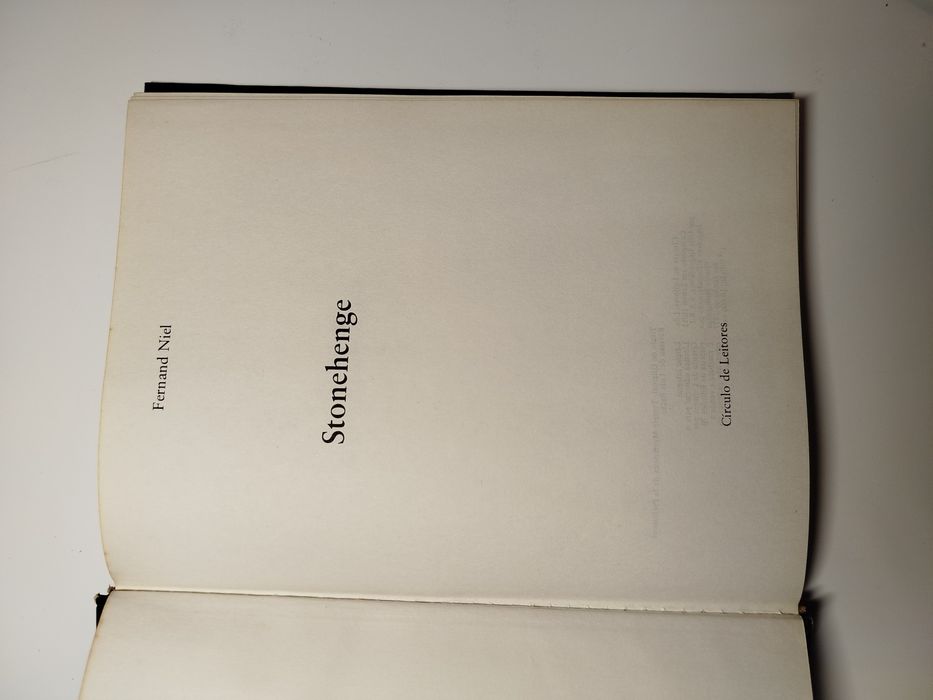 Fernand Niel
Stonehenge
Círculo de Leitores